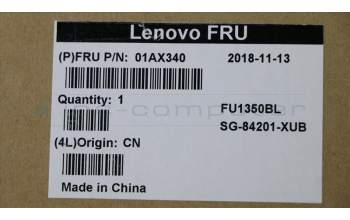 Lenovo FRU
(P)FRU P/N: 01AX340 2018-11-13
Quantity: 1
FU1350BL
SG-84201-XUB
(4L)Origin: CN
Made in China